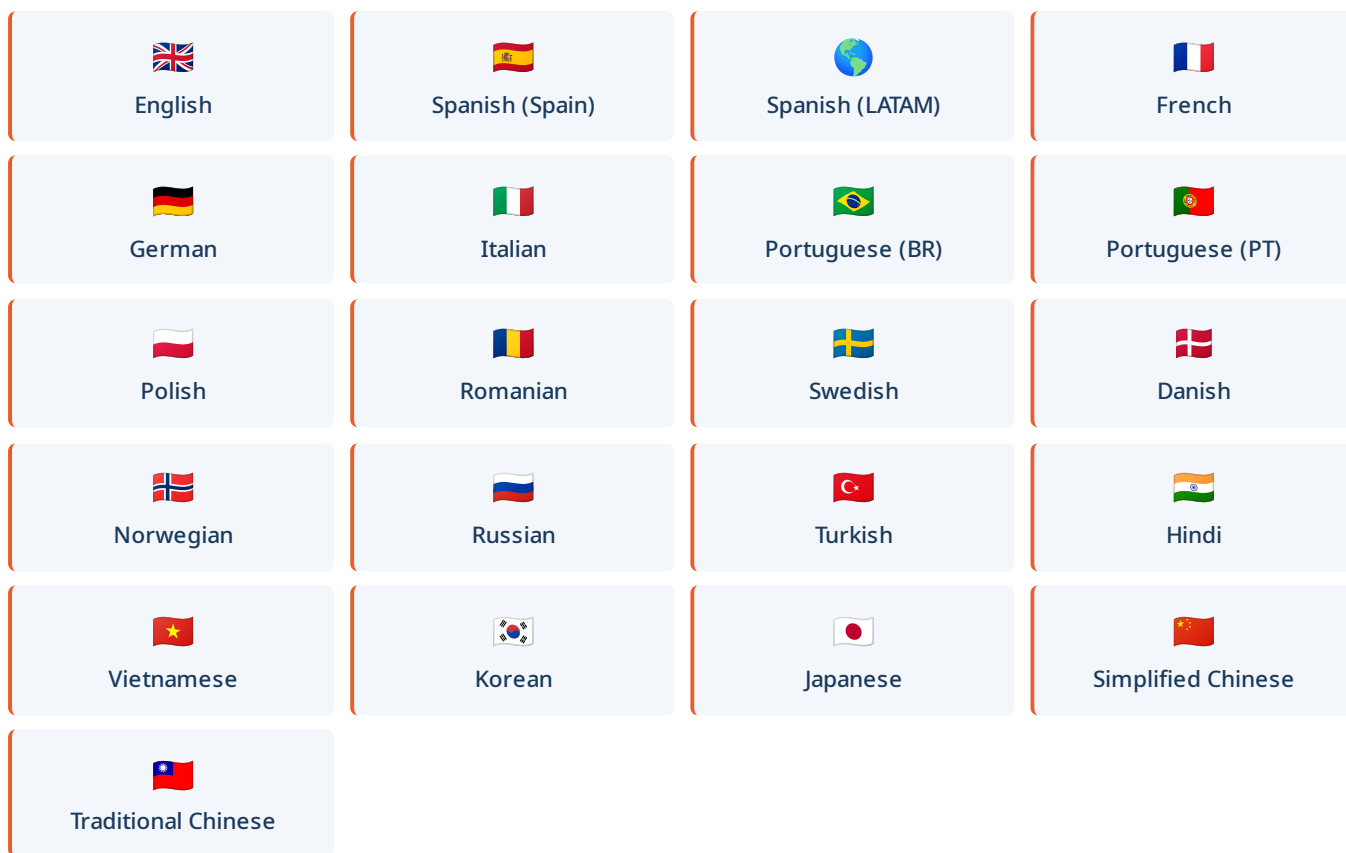 English
Spanish (Spain)
Spanish (LATAM)
French
German
Italian
Portuguese (BR)
Portuguese (PT)
Polish
Romanian
Swedish
Danish
Norwegian
Russian
Turkish
Hindi
Vietnamese
Korean
Japanese
Simplified Chinese
Traditional Chinese